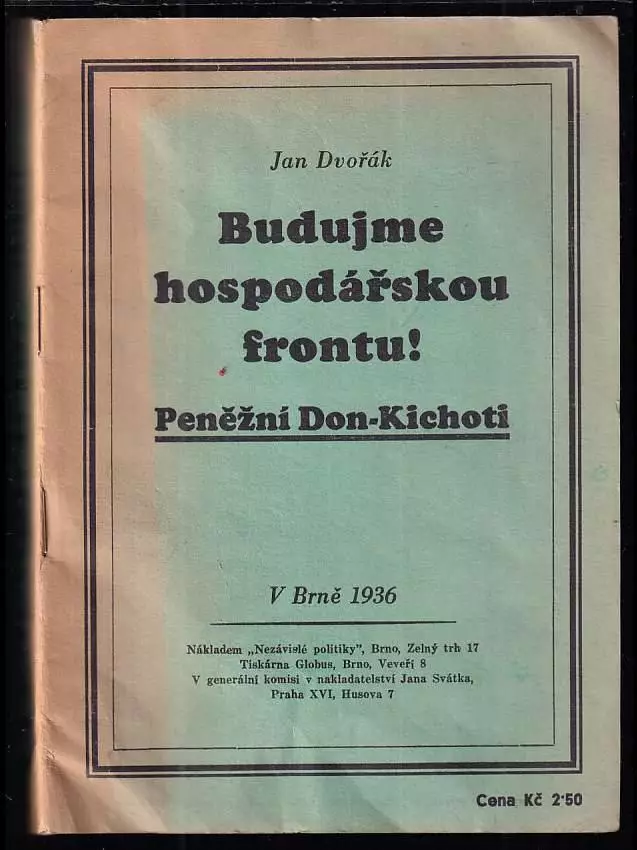 Jan Dvořák
Budujme
hospodářskou
frontu!
Peněžní Don-Kichoti
V Brně 1936
Nákladem „Nezávislé politiky”, Brno, Zelný trh 17
Tiskárna Globus, Brno, Veveří 8
V generální komisi v nakladatelství Jana Svátka,
Praha XVI, Husova 7
Cena Kč 2·50